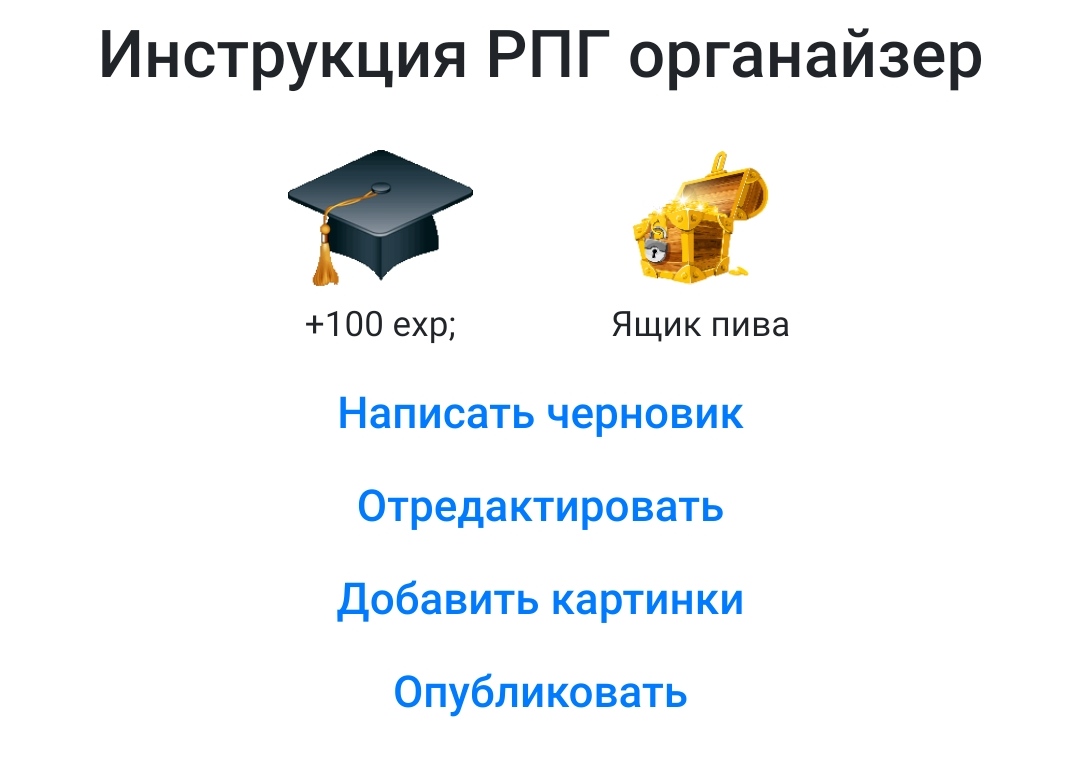 Инструкция РПГ органайзер
+100 exp;
Ящик пива
Написать черновик
Отредактировать
Добавить картинки
Опубликовать